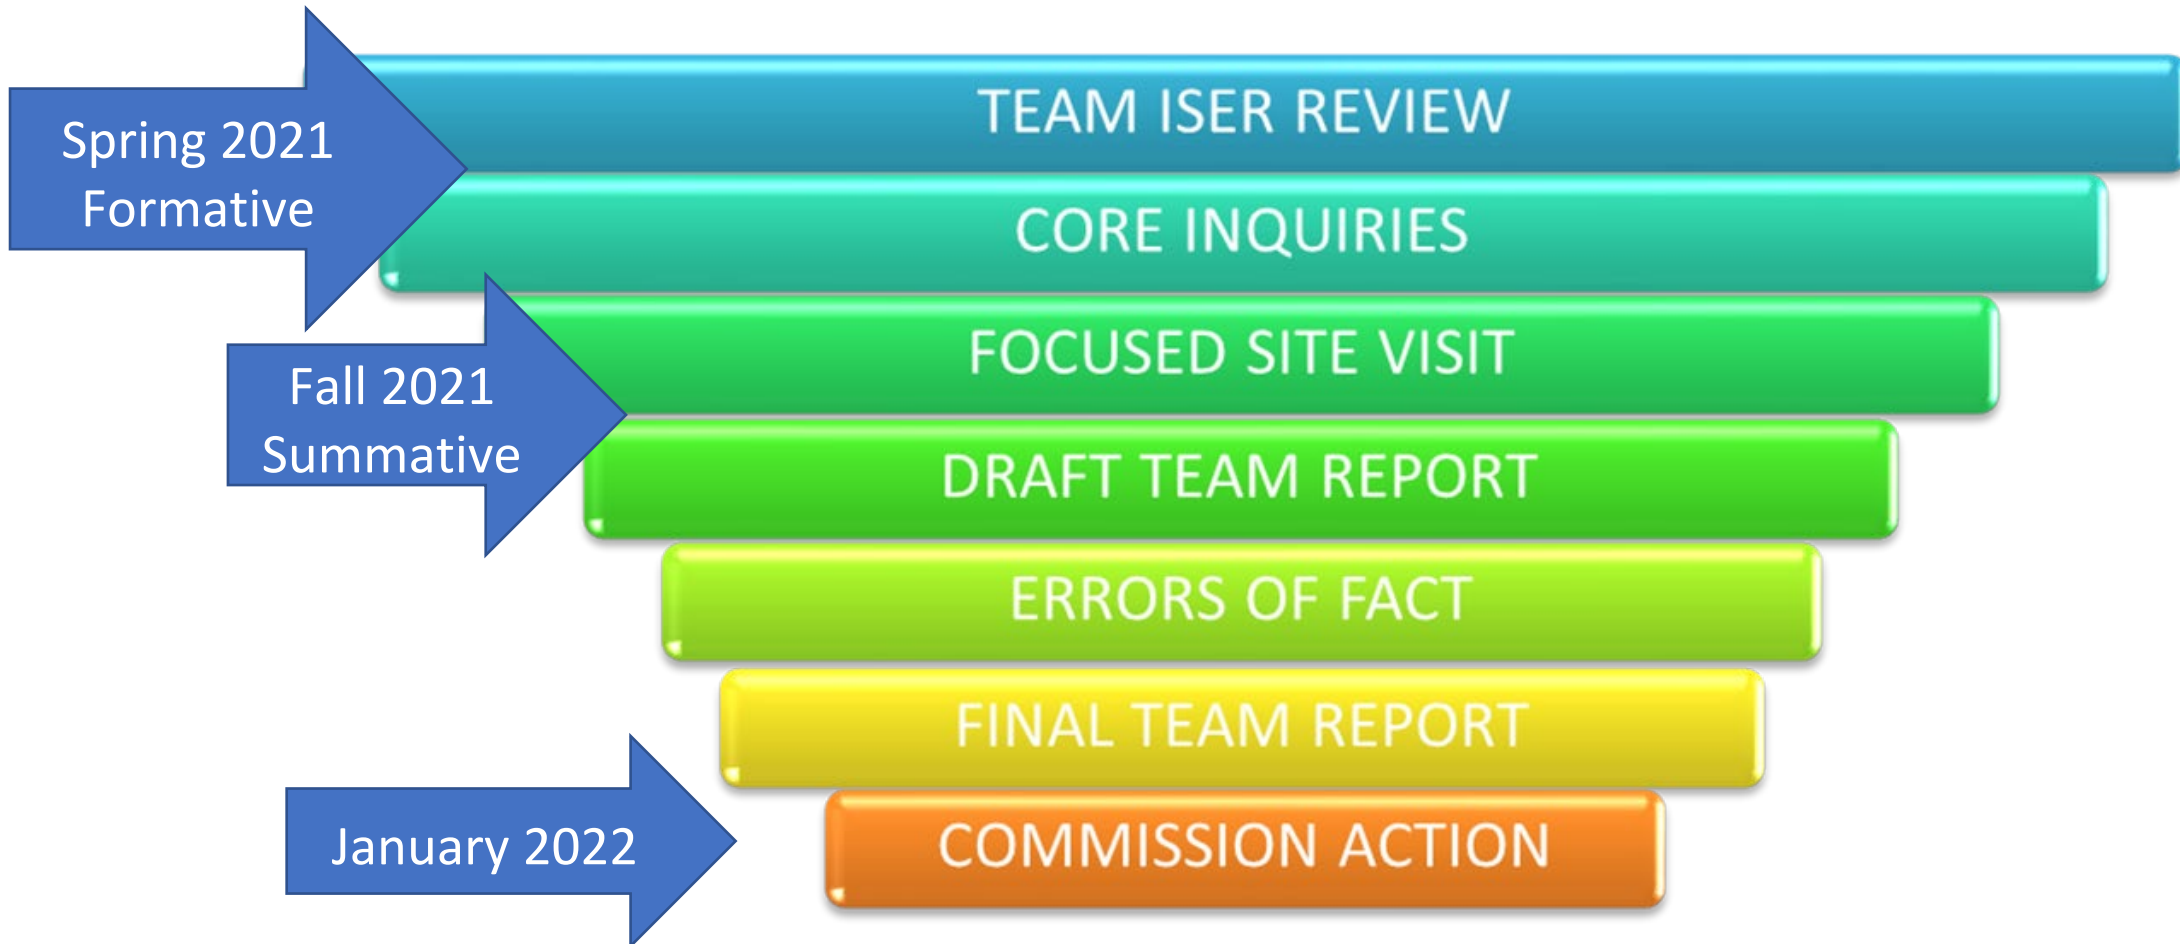 Spring 2021
Formative
TEAM ISER REVIEW
CORE INQUIRIES
Fall 2021
Summative
FOCUSED SITE VISIT
DRAFT TEAM REPORT
ERRORS OF FACT
FINAL TEAM REPORT
January 2022
COMMISSION ACTION